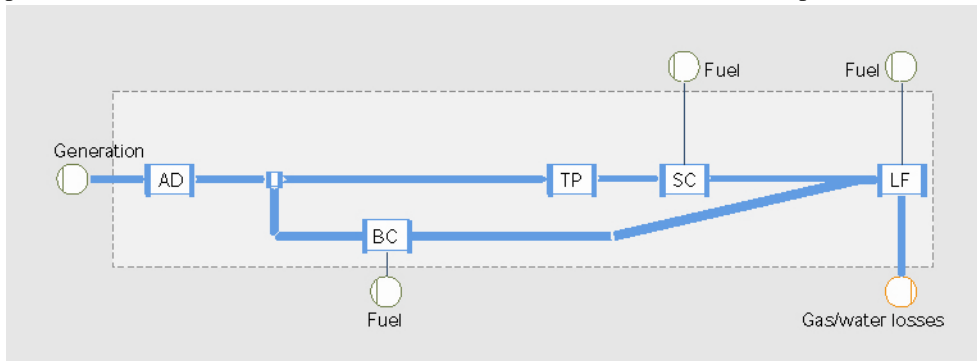 Fuel
Fuel
Generation
AD
TP
SC
LF
BC
Fuel
Gas/water losses